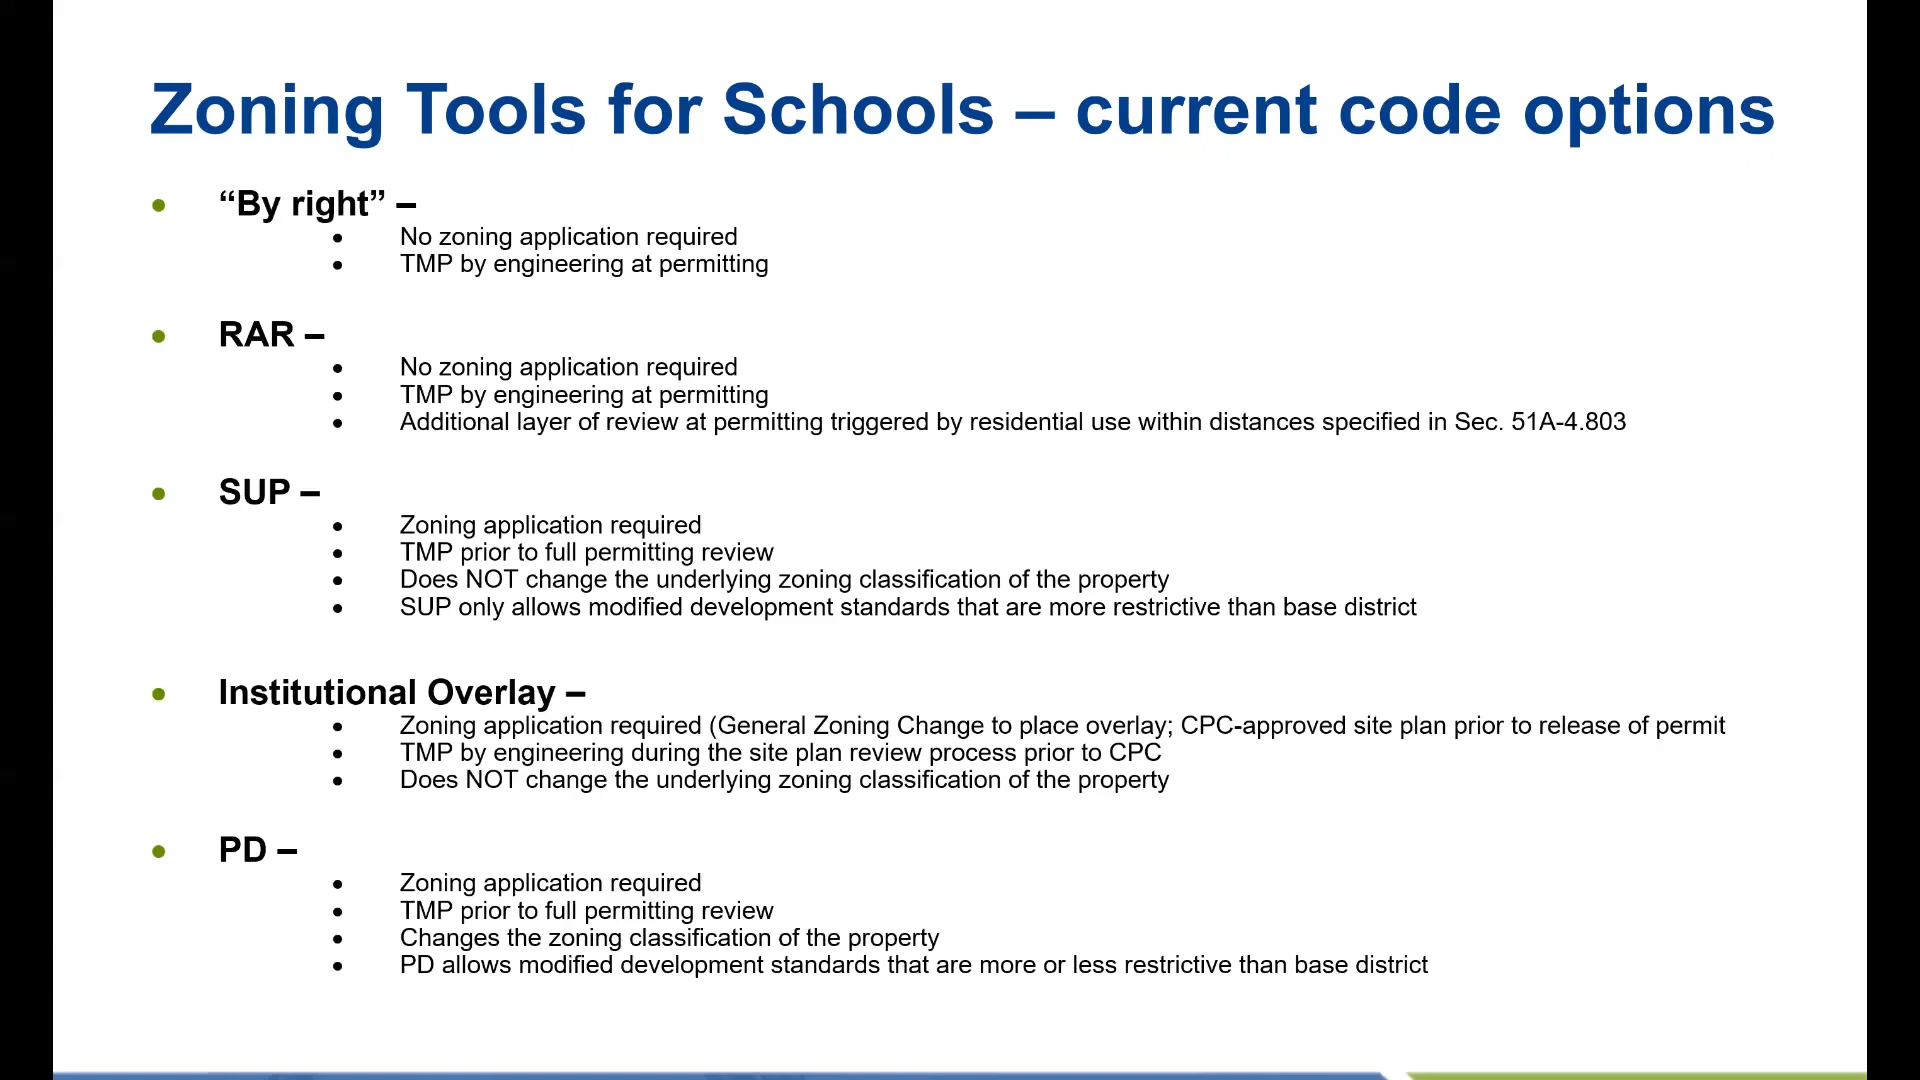 Zoning Tools for Schools – current code options
“By right” –
No zoning application required
TMP by engineering at permitting
RAR –
No zoning application required
TMP by engineering at permitting
Additional layer of review at permitting triggered by residential use within distances specified in Sec. 51A-4.803
SUP –
Zoning application required
TMP prior to full permitting review
Does NOT change the underlying zoning classification of the property
SUP only allows modified development standards that are more restrictive than base district
Institutional Overlay –
Zoning application required (General Zoning Change to place overlay; CPC-approved site plan prior to release of permit
TMP by engineering during the site plan review process prior to CPC
Does NOT change the underlying zoning classification of the property
PD –
Zoning application required
TMP prior to full permitting review
Changes the zoning classification of the property
PD allows modified development standards that are more or less restrictive than base district